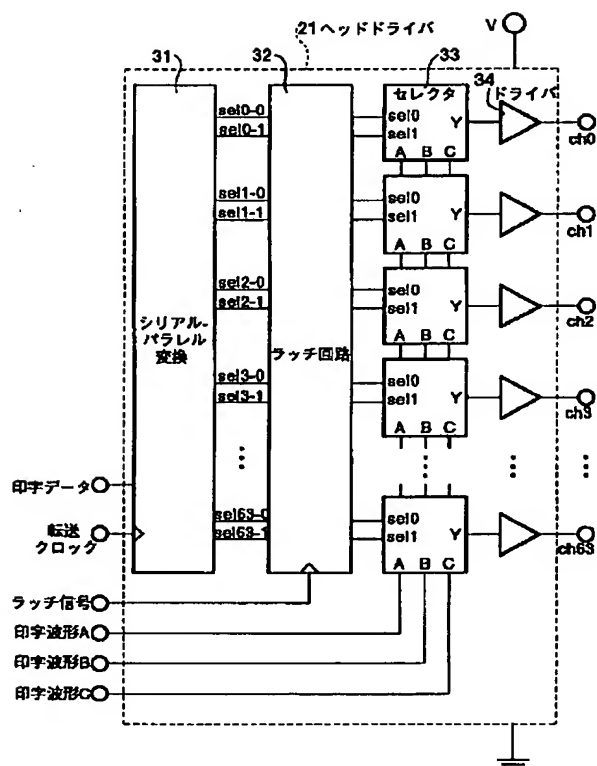 21ヘッドドライバ
V
31
32
33
34
セレクタ
ドライバ
sel0-0
sel0-1
sel0
sel1
Y
A B C
ch0
sel1-0
sel1-1
sel0
sel1
Y
A B C
ch1
sel2-0
sel2-1
sel0
sel1
Y
A B C
ch2
シリアル-
パラレル
変換
ラッチ回路
sel3-0
sel3-1
sel0
sel1
Y
A B C
ch3
印字データ
転送
クロック
sel63-0
sel63-1
sel0
sel1
Y
A B C
ch63
ラッチ信号
印字波形A
印字波形B
印字波形C